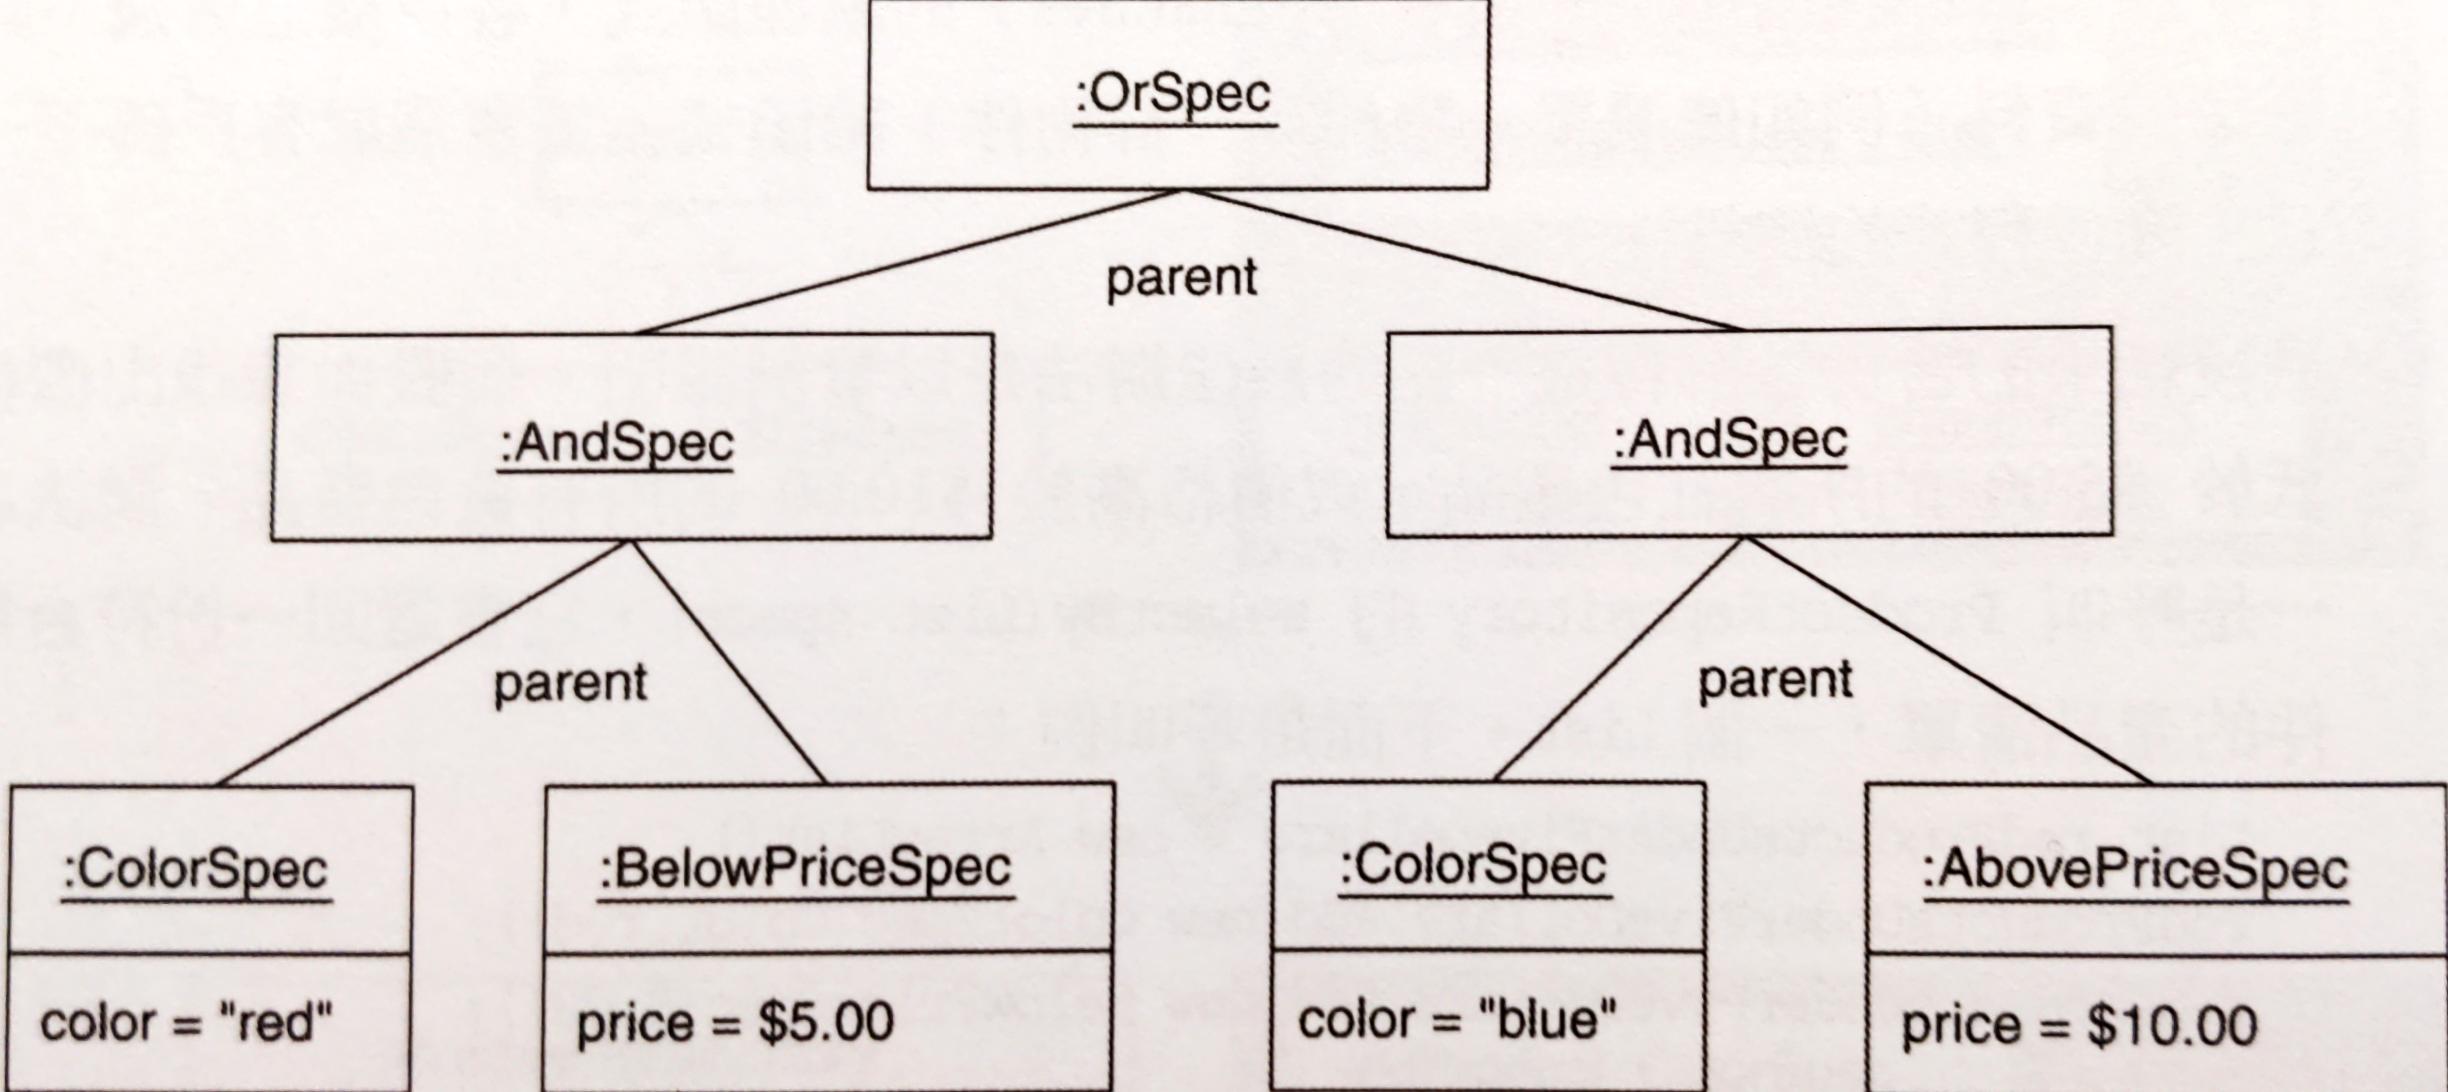 :OrSpec
parent
:AndSpec
:AndSpec
parent
parent
:ColorSpec
:BelowPriceSpec
:ColorSpec
:AbovePriceSpec
color = "red"
price = $5.00
color = "blue"
price = $10.00